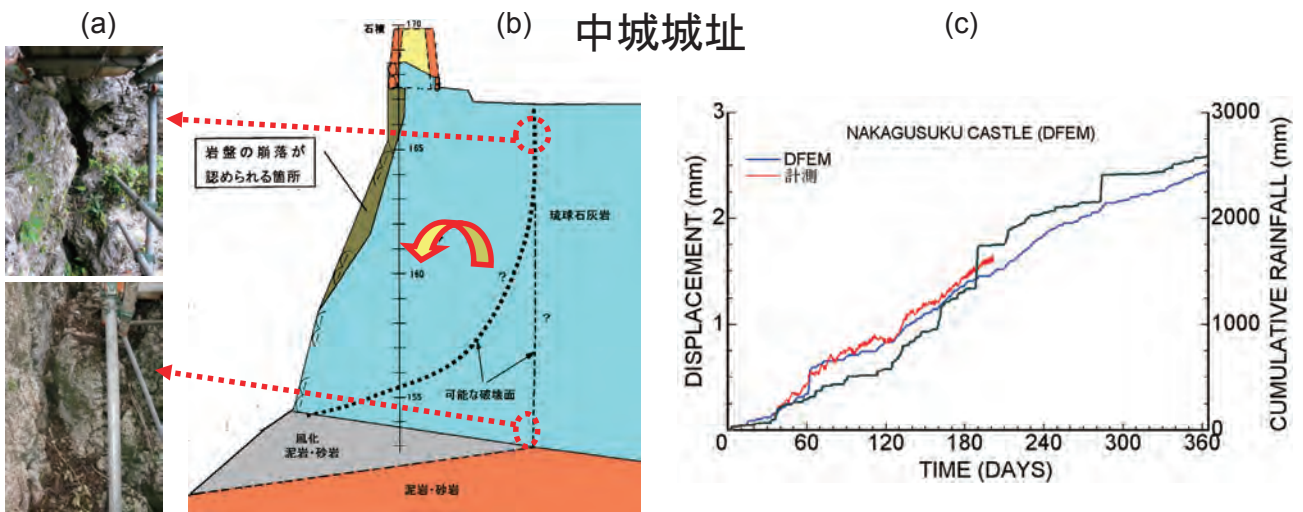 (a)
(b)
中城城址
(c)
石積
170
岩盤の崩落が
認められる箇所
165
琉球石灰岩
160
?
?
可能な破壊面
155
風化
泥岩・砂岩
泥岩・砂岩
NAKAGUSUKU CASTLE (DFEM)
DFEM
計測
DISPLACEMENT (mm)
3
2
1
0
60
120
180
240
300
360
TIME (DAYS)
3000
2000
1000
0
CUMULATIVE RAINFALL (mm)